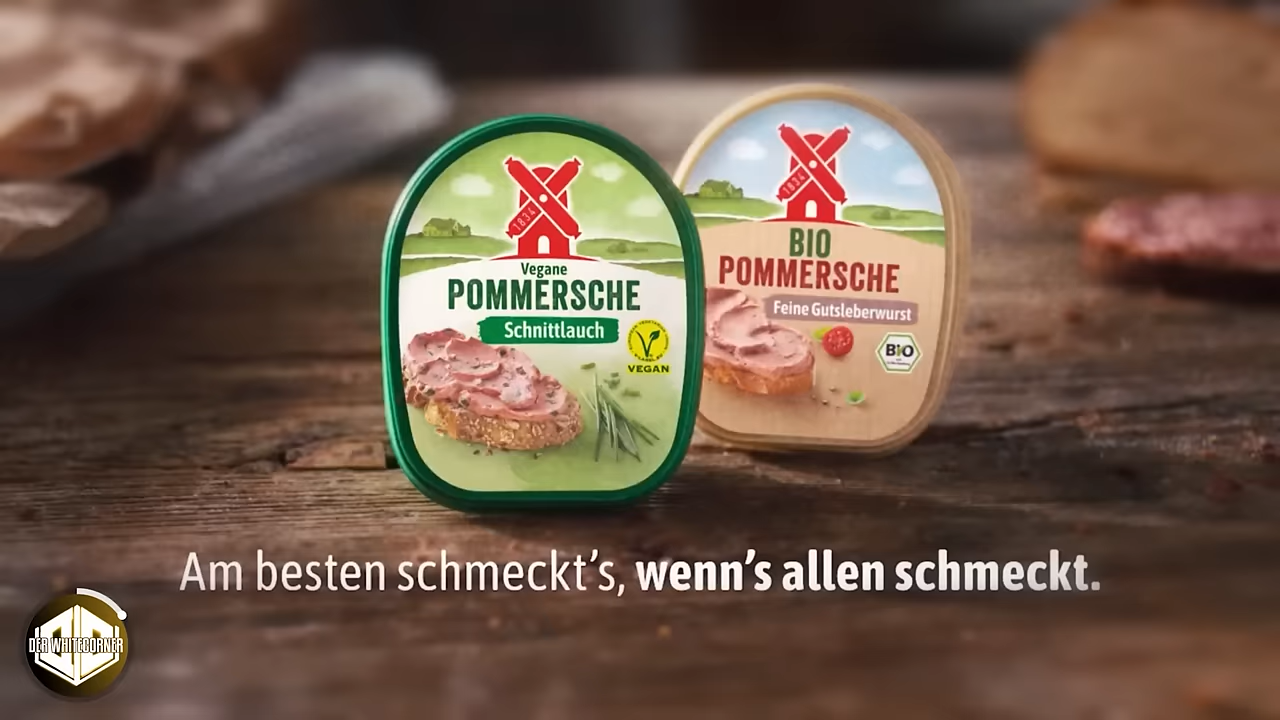 1834
Vegane
POMMERSCHE
Schnittlauch
VEGAN
1834
BIO
POMMERSCHE
Feine Gutsleberwurst
BIO
Am besten schmeckt's, wenn's allen schmeckt.
DER WHITECORNER